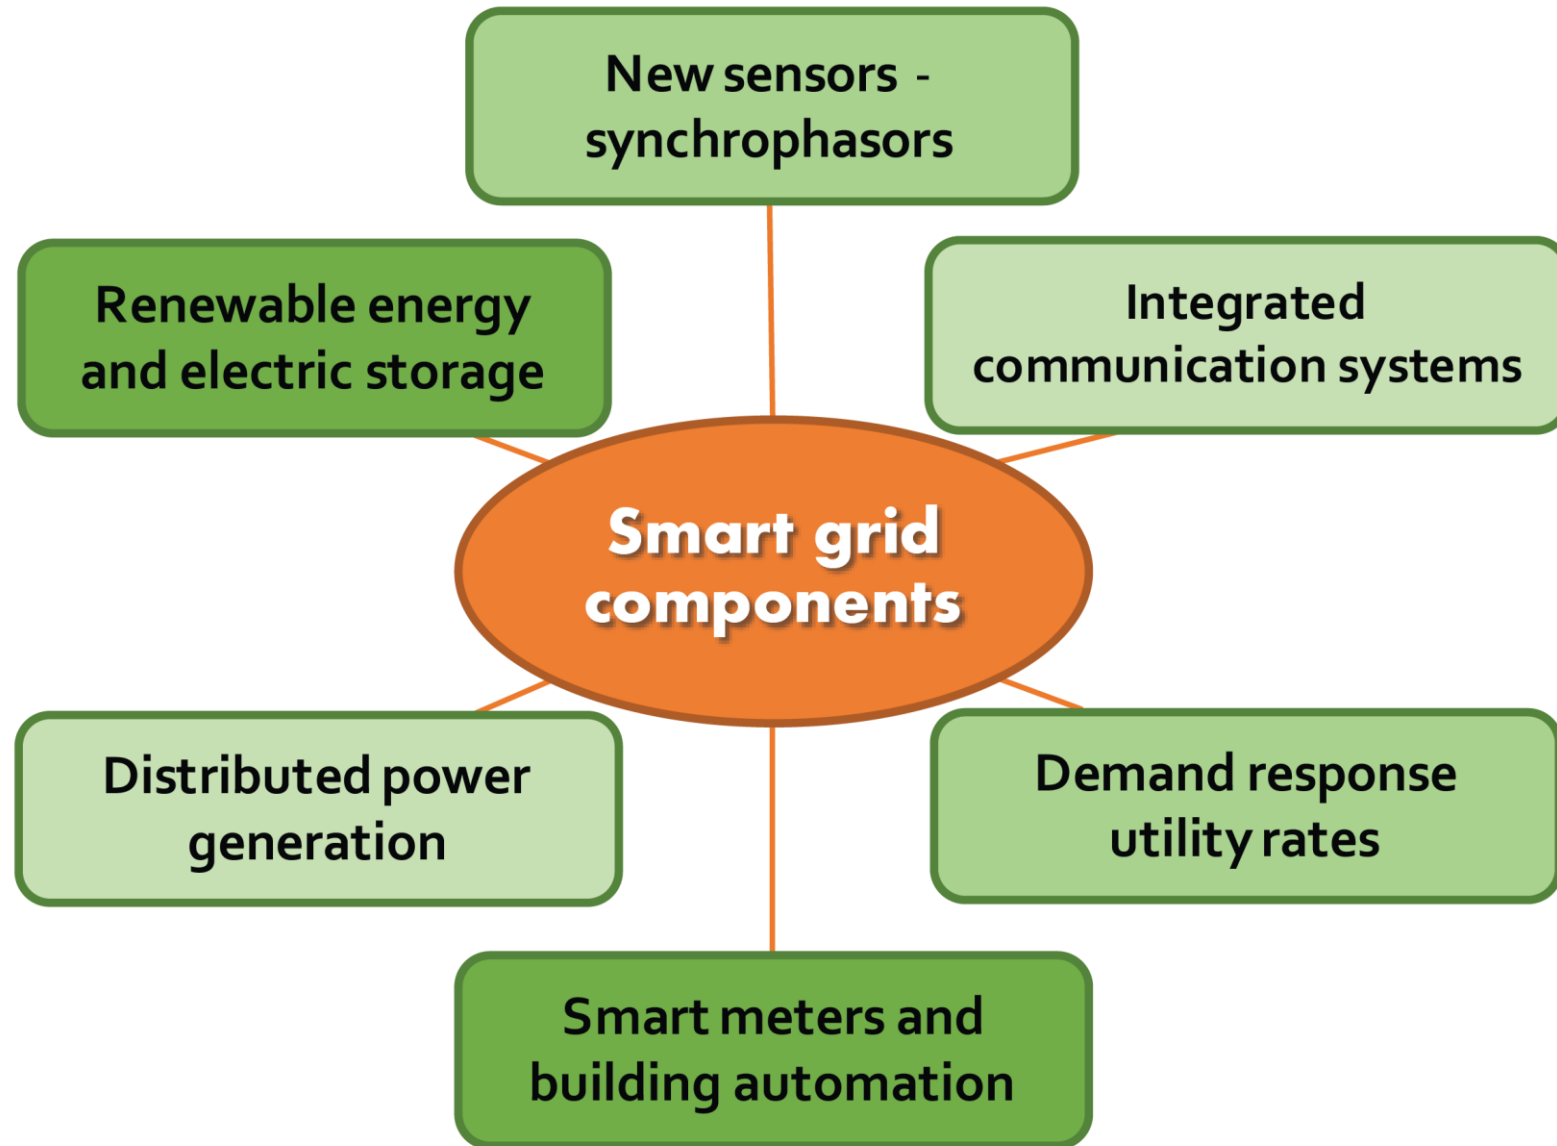 New sensors -
synchrophasors
Renewable energy
and electric storage
Integrated
communication systems
Smart grid
components
Distributed power
generation
Demand response
utility rates
Smart meters and
building automation